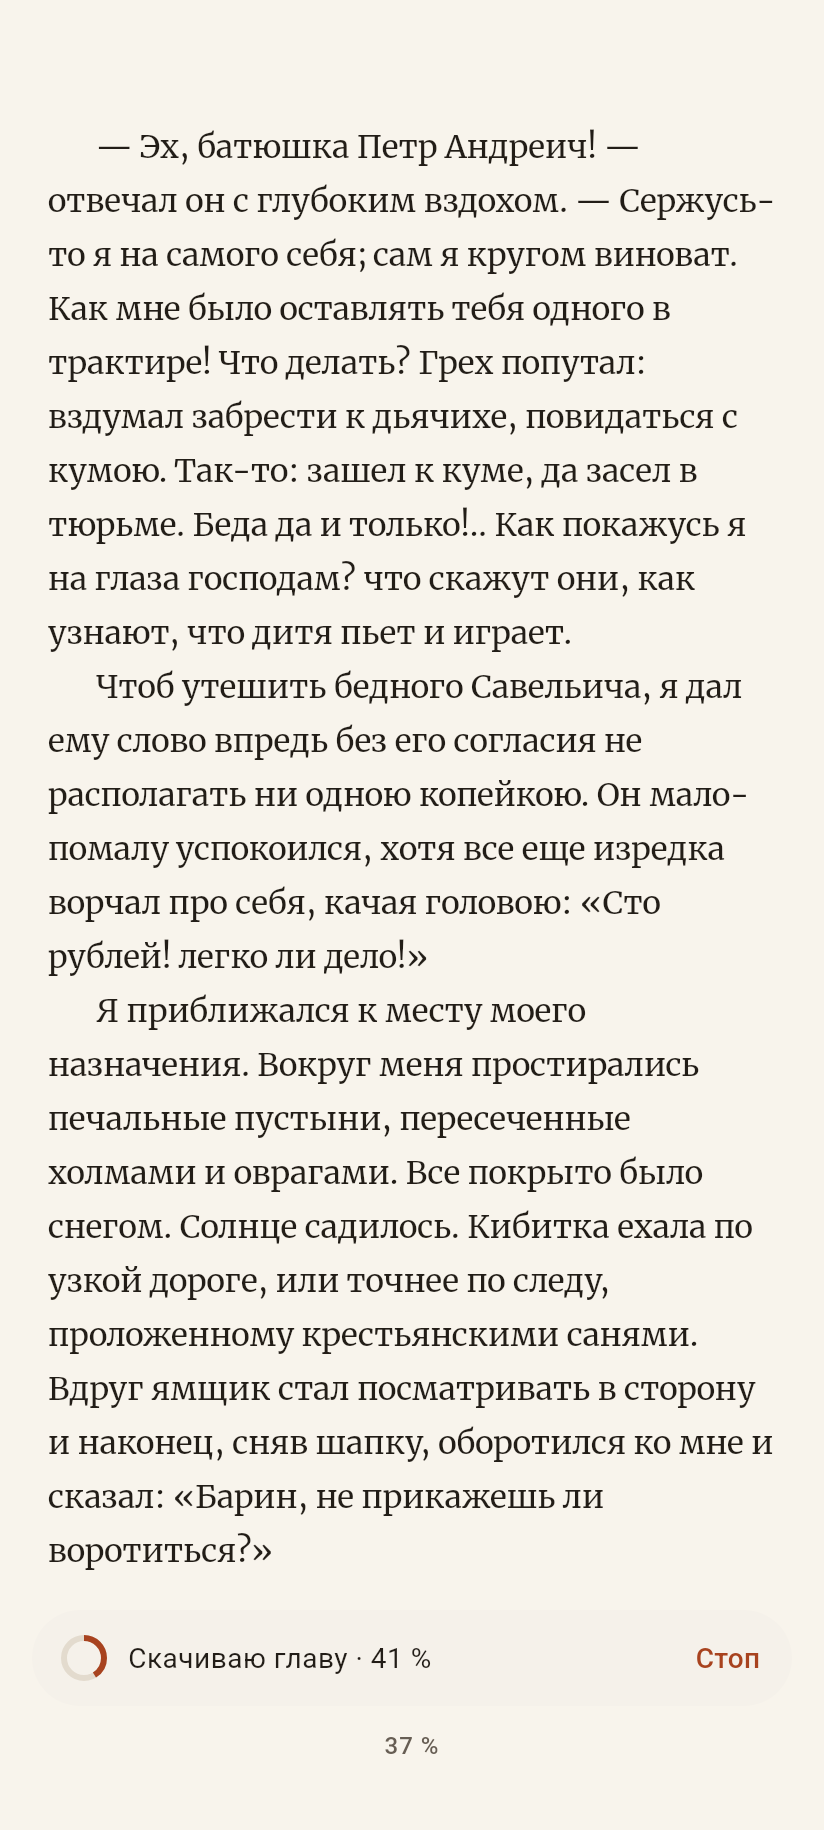 — Эх, батюшка Петр Андреич! —
отвечал он с глубоким вздохом. — Сержусь-
то я на самого себя; сам я кругом виноват.
Как мне было оставлять тебя одного в
трактире! Что делать? Грех попутал:
вздумал забрести к дьячихе, повидаться с
кумою. Так-то: зашел к куме, да засел в
тюрьме. Беда да и только!.. Как покажусь я
на глаза господам? что скажут они, как
узнают, что дитя пьет и играет.
Чтоб утешить бедного Савельича, я дал
ему слово впредь без его согласия не
располагать ни одною копейкою. Он мало-
помалу успокоился, хотя все еще изредка
ворчал про себя, качая головою: «Сто
рублей! легко ли дело!»
Я приближался к месту моего
назначения. Вокруг меня простирались
печальные пустыни, пересеченные
холмами и оврагами. Все покрыто было
снегом. Солнце садилось. Кибитка ехала по
узкой дороге, или точнее по следу,
проложенному крестьянскими санями.
Вдруг ямщик стал посматривать в сторону
и наконец, сняв шапку, оборотился ко мне и
сказал: «Барин, не прикажешь ли
воротиться?»
Скачиваю главу · 41 % Стоп
37 %